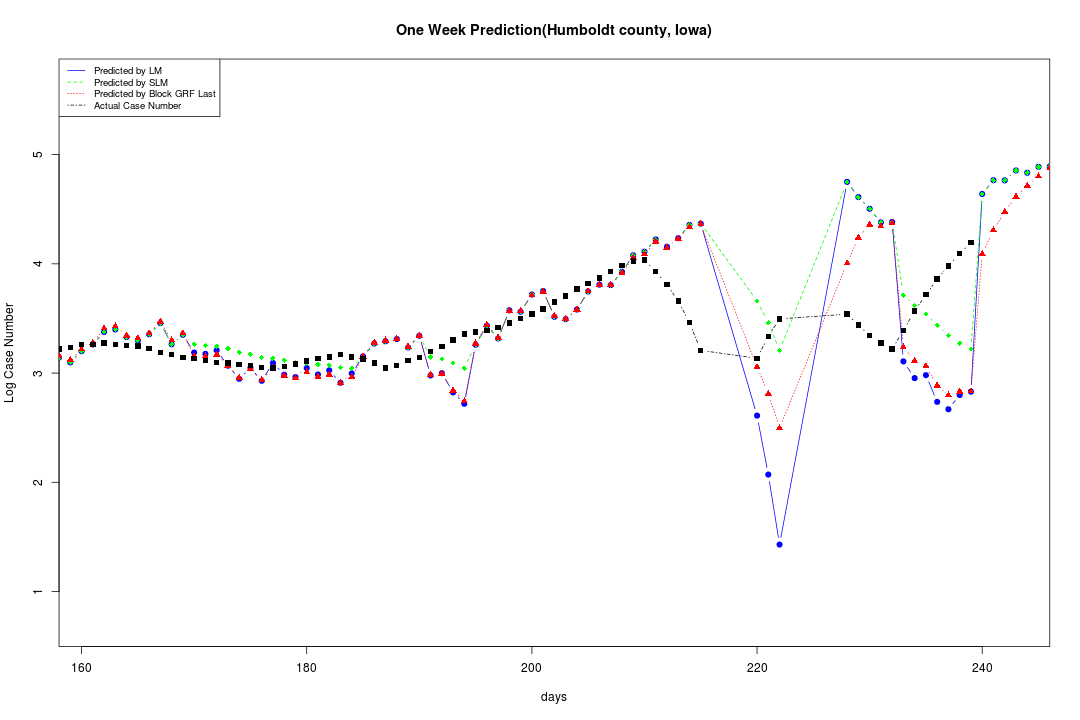 One Week Prediction(Humboldt county, Iowa)
Predicted by LM
Predicted by SLM
Predicted by Block GRF Last
Actual Case Number
Log Case Number
5
4
3
2
1
160 180 200 220 240
days